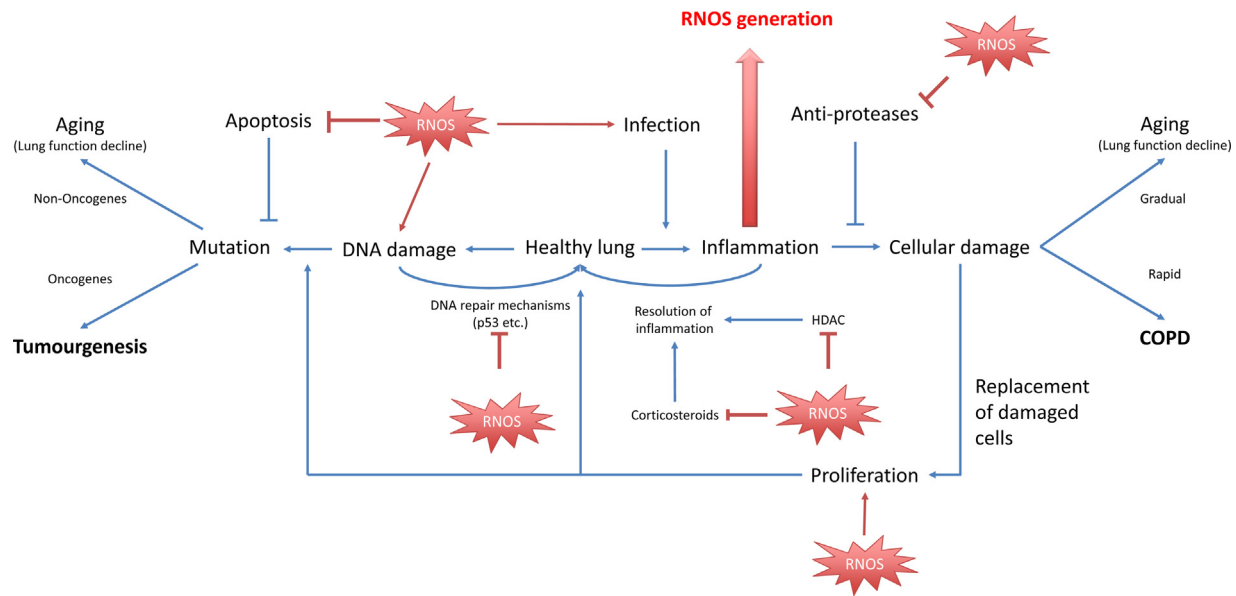 RNOS generation
RNOS
Aging
(Lung function decline)
Apoptosis
RNOS
Infection
Anti-proteases
Aging
(Lung function decline)
Non-Oncogenes
Gradual
Mutation
DNA damage
Healthy lung
Inflammation
Cellular damage
Oncogenes
Rapid
DNA repair mechanisms
(p53 etc.)
Resolution of
inflammation
HDAC
Tumourgenesis
COPD
RNOS
Corticosteroids
RNOS
Replacement
of damaged
cells
Proliferation
RNOS